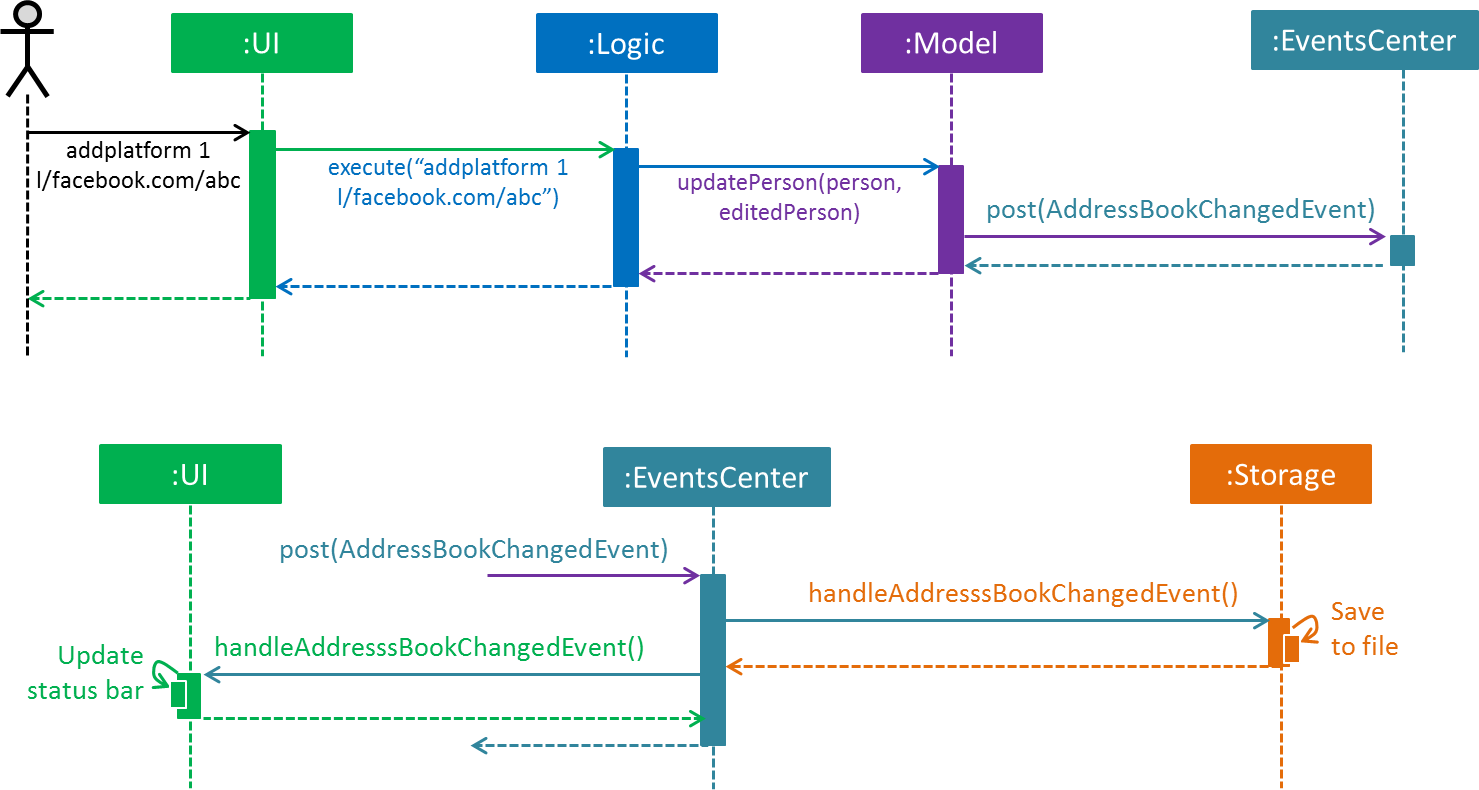 :UI
:Logic
:Model
:EventsCenter
addplatform 1
l/facebook.com/abc
execute(“addplatform 1
l/facebook.com/abc”)
updatePerson(person,
editedPerson)
post(AddressBookChangedEvent)
:UI
:EventsCenter
:Storage
post(AddressBookChangedEvent)
handleAddresssBookChangedEvent()
Save
to file
handleAddresssBookChangedEvent()
Update
status bar